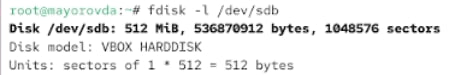 root@mayorovda:~# fdisk -l /dev/sdb
Disk /dev/sdb: 512 MiB, 536870912 bytes, 1048576 sectors
Disk model: VBOX HARDDISK
Units: sectors of 1 * 512 = 512 bytes